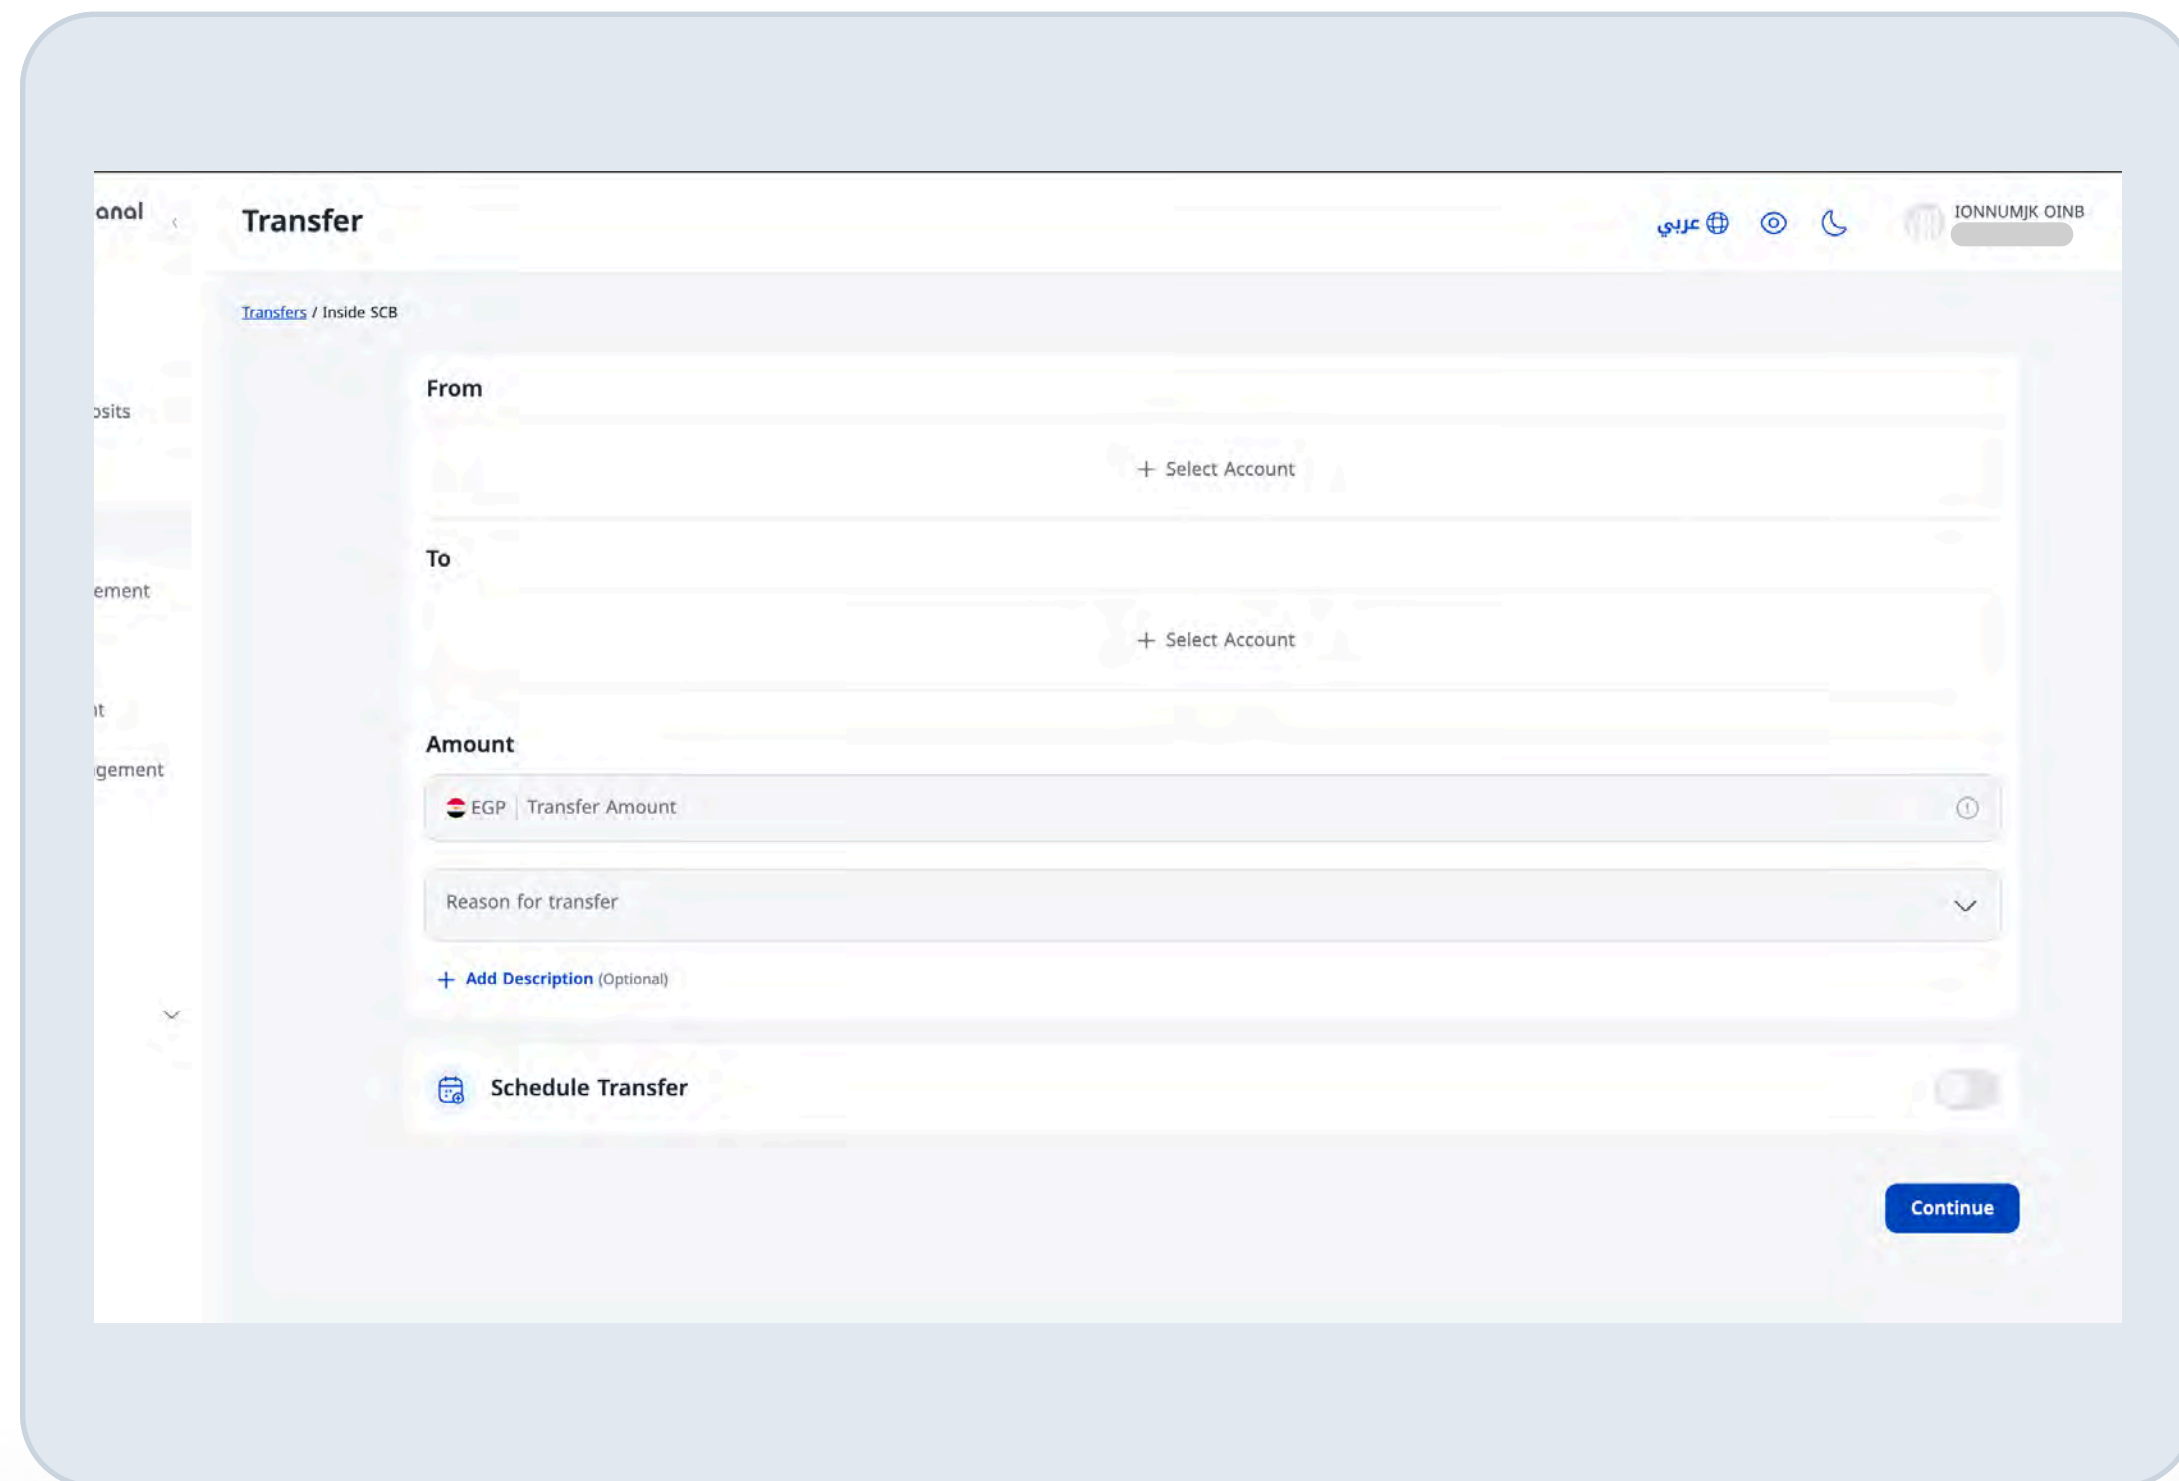 anal
Transfer
عربي
IONNUMJK OINB
Transfers / Inside SCB
osits
ement
nt
gement
From
+ Select Account
To
+ Select Account
Amount
EGP | Transfer Amount
Reason for transfer
+ Add Description (Optional)
Schedule Transfer
Continue